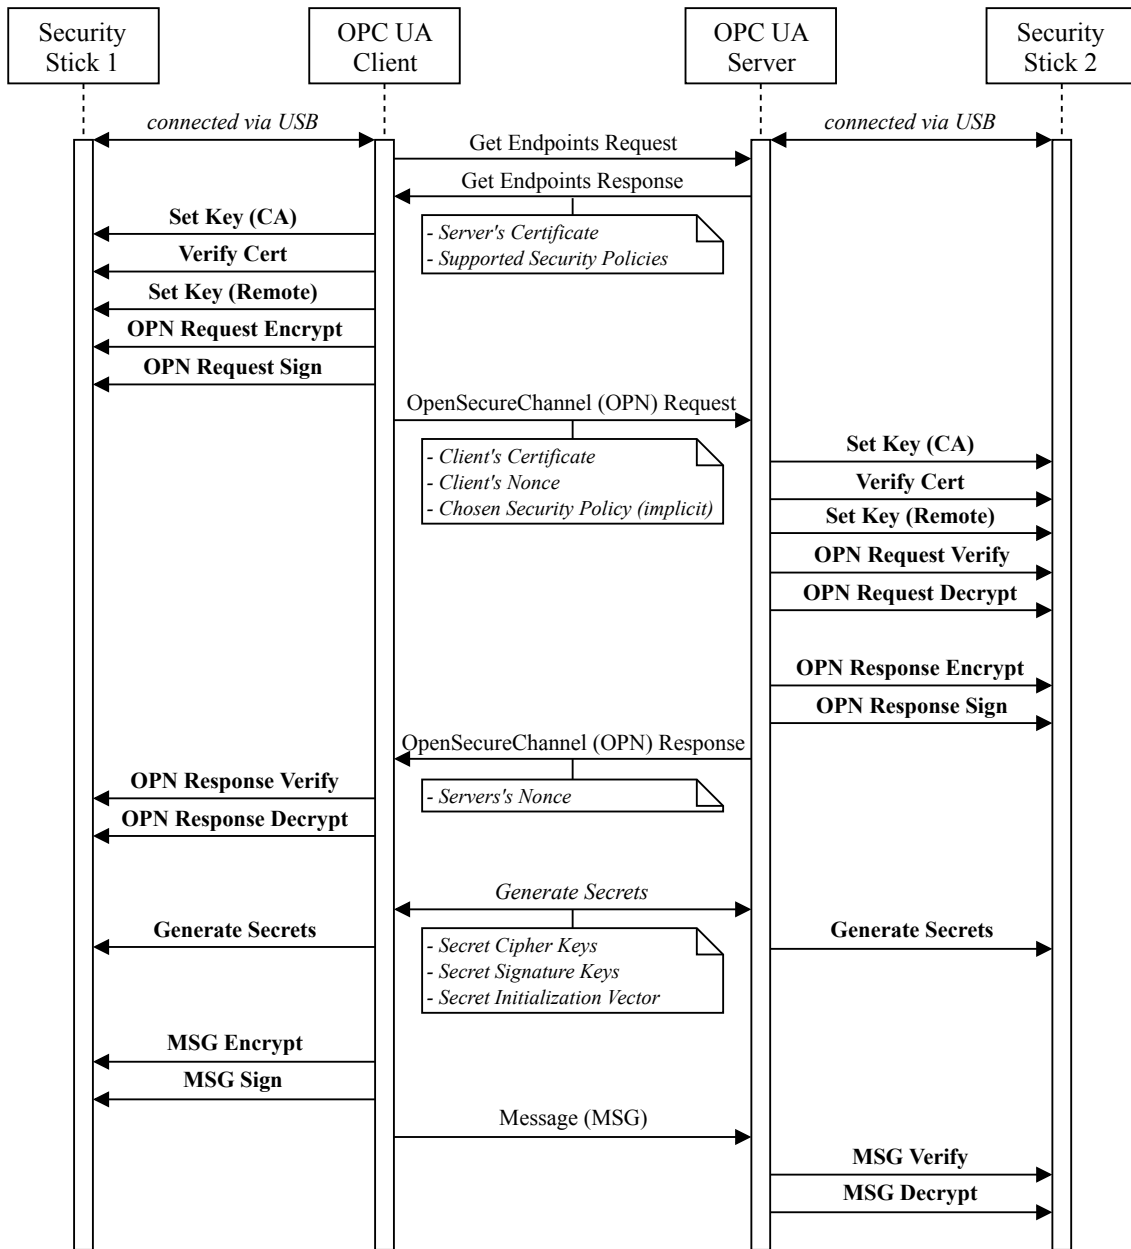 Security
Stick 1
OPC UA
Client
OPC UA
Server
Security
Stick 2
connected via USB
connected via USB
Get Endpoints Request
Get Endpoints Response
- Server's Certificate
- Supported Security Policies
Set Key (CA)
Verify Cert
Set Key (Remote)
OPN Request Encrypt
OPN Request Sign
OpenSecureChannel (OPN) Request
- Client's Certificate
- Client's Nonce
- Chosen Security Policy (implicit)
Set Key (CA)
Verify Cert
Set Key (Remote)
OPN Request Verify
OPN Request Decrypt
OPN Response Encrypt
OPN Response Sign
OpenSecureChannel (OPN) Response
- Servers's Nonce
OPN Response Verify
OPN Response Decrypt
Generate Secrets
- Secret Cipher Keys
- Secret Signature Keys
- Secret Initialization Vector
Generate Secrets
Generate Secrets
MSG Encrypt
MSG Sign
Message (MSG)
MSG Verify
MSG Decrypt